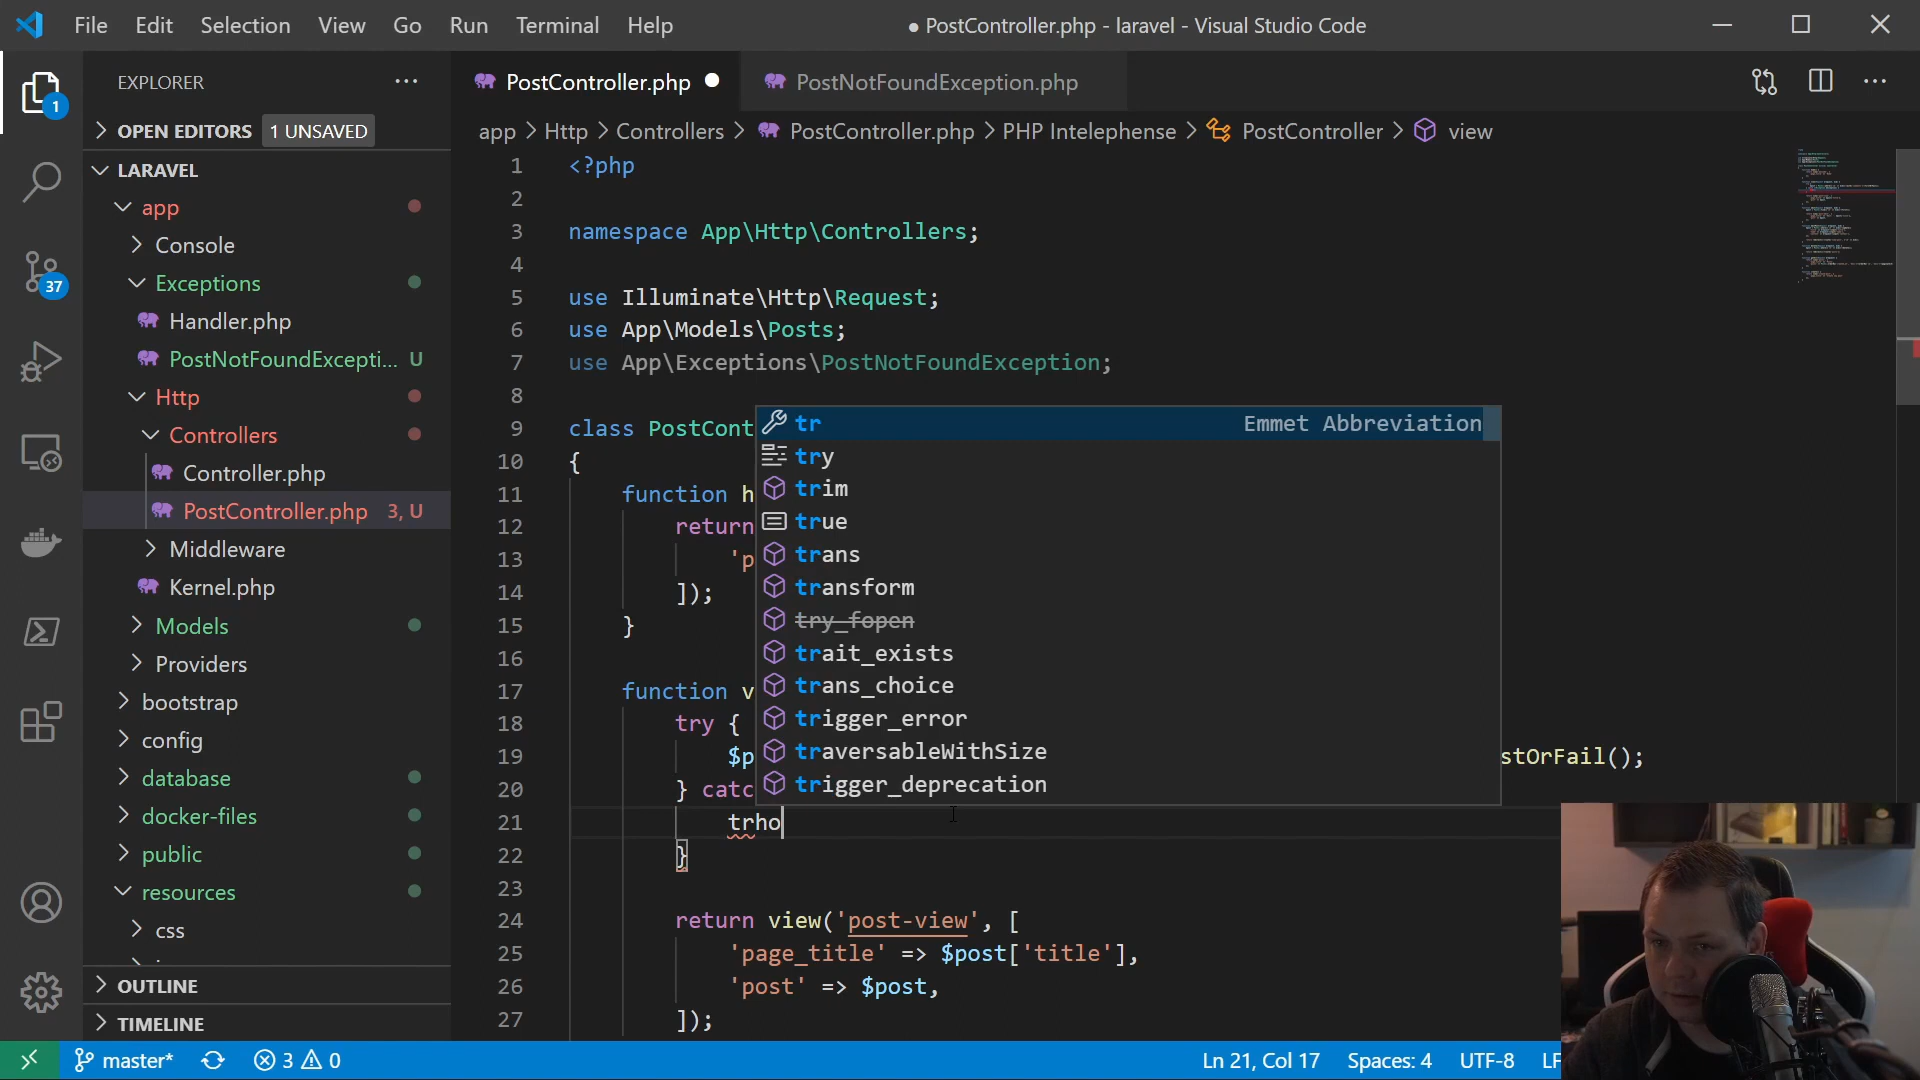 File Edit Selection View Go Run Terminal Help
● PostController.php - laravel - Visual Studio Code
EXPLORER
PostController.php
PostNotFoundException.php
OPEN EDITORS 1 UNSAVED
app > Http > Controllers > PostController.php > PHP Intelephense > PostController > view
LARAVEL
app
Console
Exceptions
Handler.php
PostNotFoundExcepti... U
Http
Controllers
Controller.php
PostController.php 3, U
Middleware
Kernel.php
Models
Providers
bootstrap
config
database
docker-files
public
resources
css
OUTLINE
TIMELINE
1
37
1 <?php
2
3 namespace App\Http\Controllers;
4
5 use Illuminate\Http\Request;
6 use App\Models\Posts;
7 use App\Exceptions\PostNotFoundException;
8
9 class PostCont
10 {
11 function h
12 return
13 'p
14 ]);
15 }
16
17 function v
18 try {
19 $p stOrFail();
20 } catc
21 trho
22 }
23
24 return view('post-view', [
25 'page_title' => $post['title'],
26 'post' => $post,
27 ]);
tr Emmet Abbreviation
try
trim
true
trans
transform
try_fopen
trait_exists
trans_choice
trigger_error
traversableWithSize
trigger_deprecation
master* 3 0 Ln 21, Col 17 Spaces: 4 UTF-8 LF